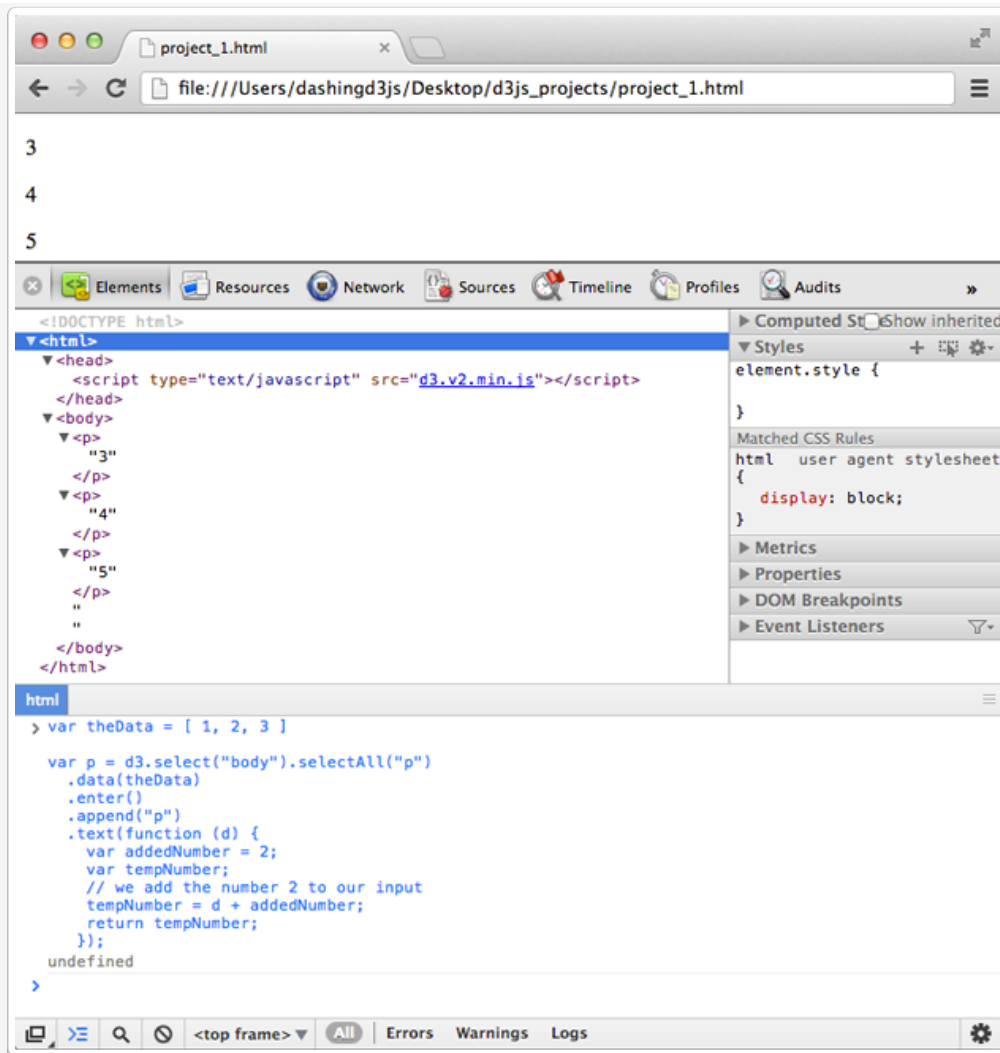 project_1.html
file:///Users/dashingd3js/Desktop/d3js_projects/project_1.html
3
4
5
Elements Resources Network Sources Timeline Profiles Audits »
<!DOCTYPE html>
▼<html>
▼<head>
<script type="text/javascript" src="d3.v2.min.js"></script>
</head>
▼<body>
▼<p>
"3"
</p>
▼<p>
"4"
</p>
▼<p>
"5"
</p>
"
"
</body>
</html>
▶ Computed St Show inherited
▼ Styles
element.style {
}
Matched CSS Rules
html user agent stylesheet
{
display: block;
}
▶ Metrics
▶ Properties
▶ DOM Breakpoints
▶ Event Listeners
html
> var theData = [ 1, 2, 3 ]
var p = d3.select("body").selectAll("p")
.data(theData)
.enter()
.append("p")
.text(function (d) {
var addedNumber = 2;
var tempNumber;
// we add the number 2 to our input
tempNumber = d + addedNumber;
return tempNumber;
});
undefined
>
<top frame> ▼ All Errors Warnings Logs